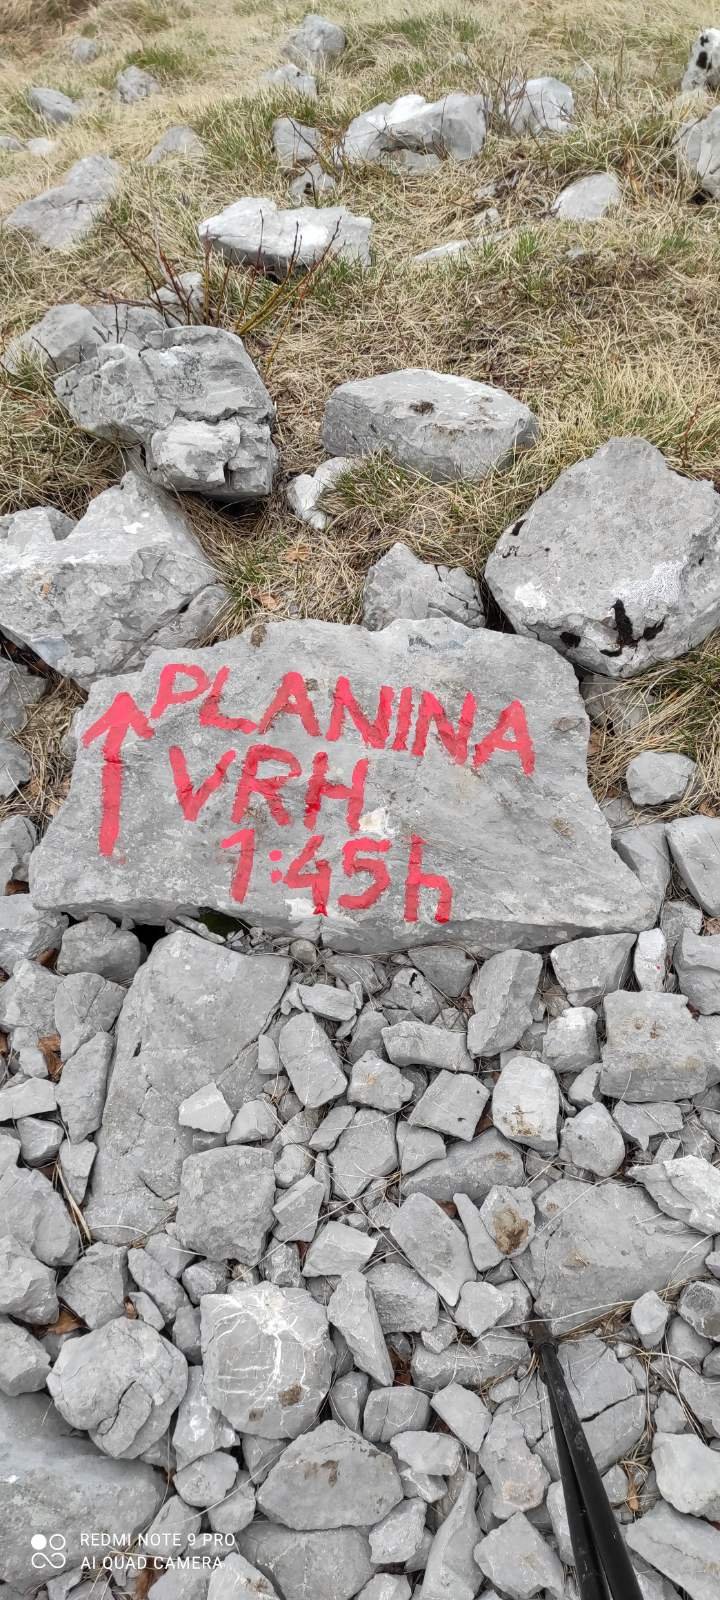 ↑ PLANINA
VRH
1:45h
REDMI NOTE 9 PRO
AI QUAD CAMERA